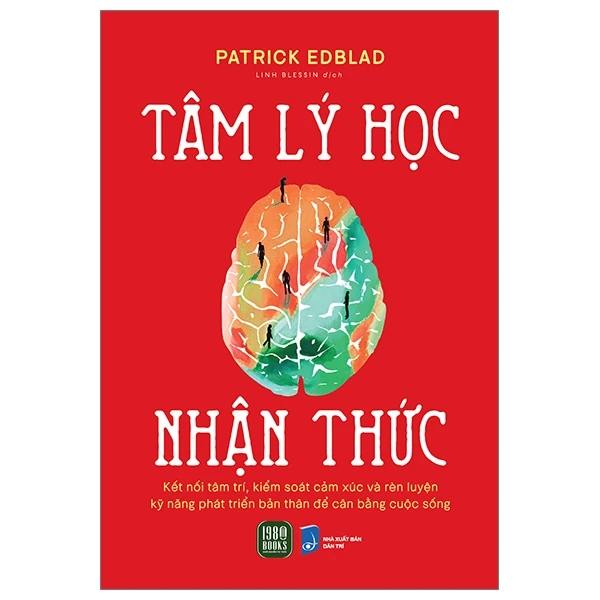 PATRICK EDBLAD
LINH BLESSIN dịch
TÂM LÝ HỌC
NHẬN THỨC
Kết nối tâm trí, kiểm soát cảm xúc và rèn luyện
kỹ năng phát triển bản thân để cân bằng cuộc sống
1980
BOOKS
NHÀ XUẤT BẢN
DÂN TRÍ